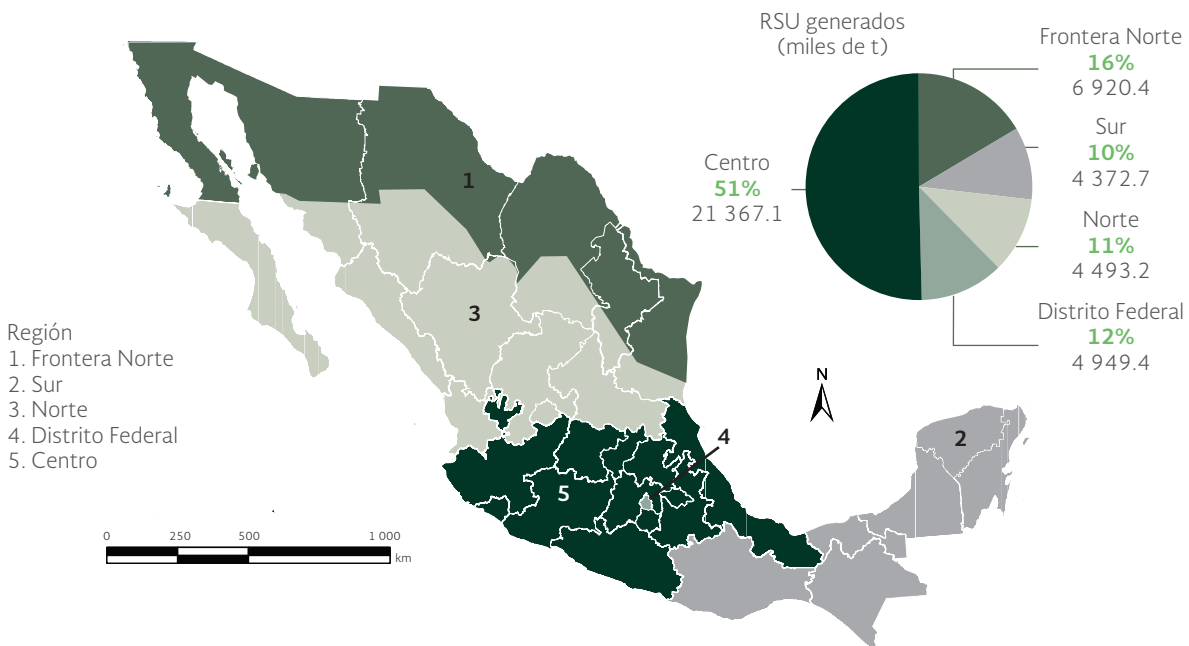 RSU generados
(miles de t)
Frontera Norte
16%
6 920.4
Sur
10%
4 372.7
Norte
11%
4 493.2
Distrito Federal
12%
4 949.4
Centro
51%
21 367.1
1
3
5
4
2
N
Región
1. Frontera Norte
2. Sur
3. Norte
4. Distrito Federal
5. Centro
0 250 500 1 000
km